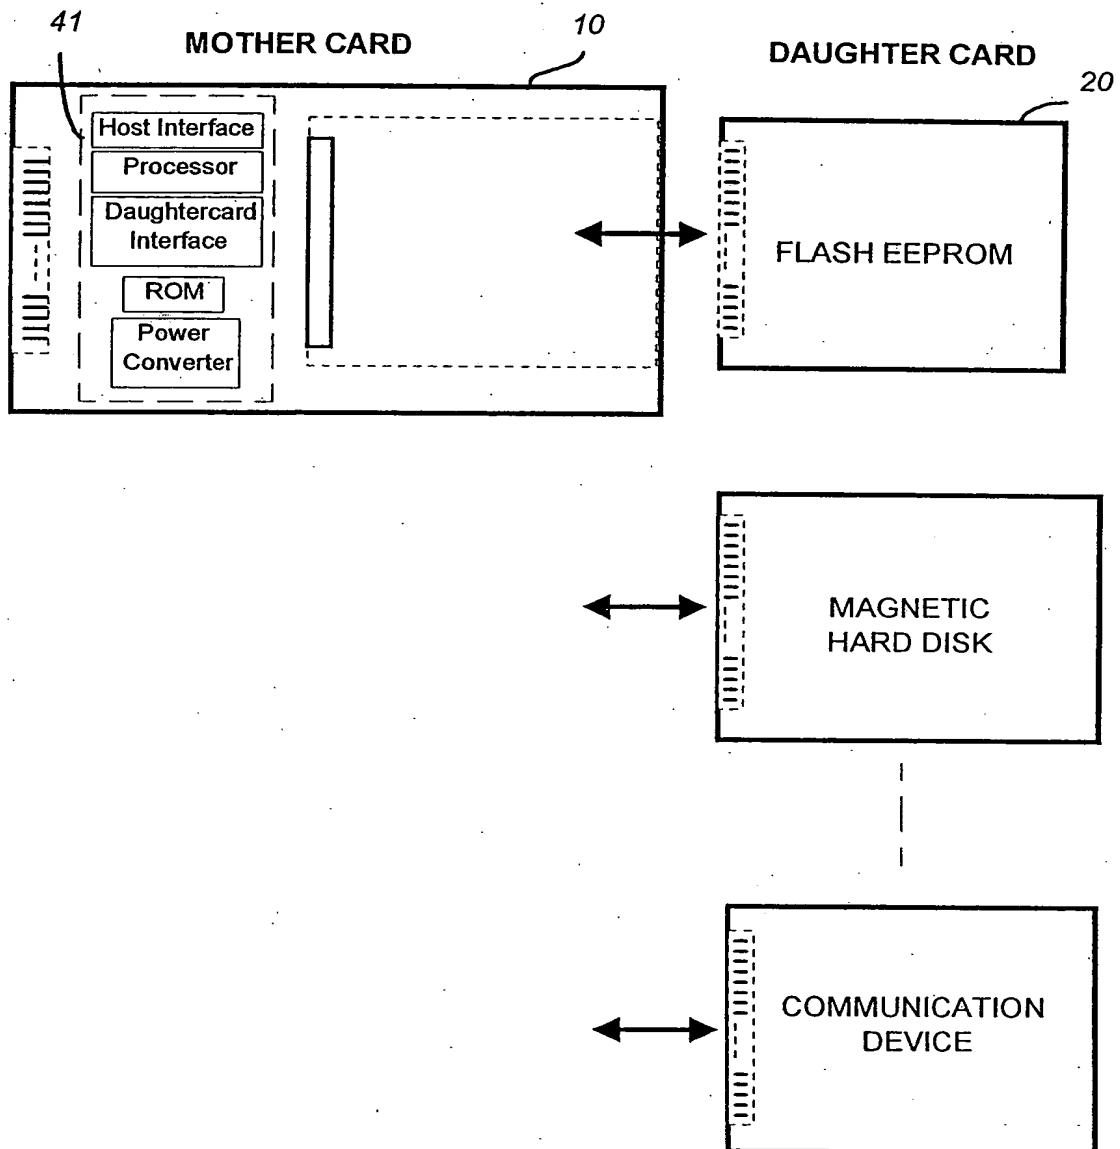 41
MOTHER CARD
10
DAUGHTER CARD
20
Host Interface
Processor
Daughtercard
Interface
ROM
Power
Converter
FLASH EEPROM
MAGNETIC
HARD DISK
COMMUNICATION
DEVICE